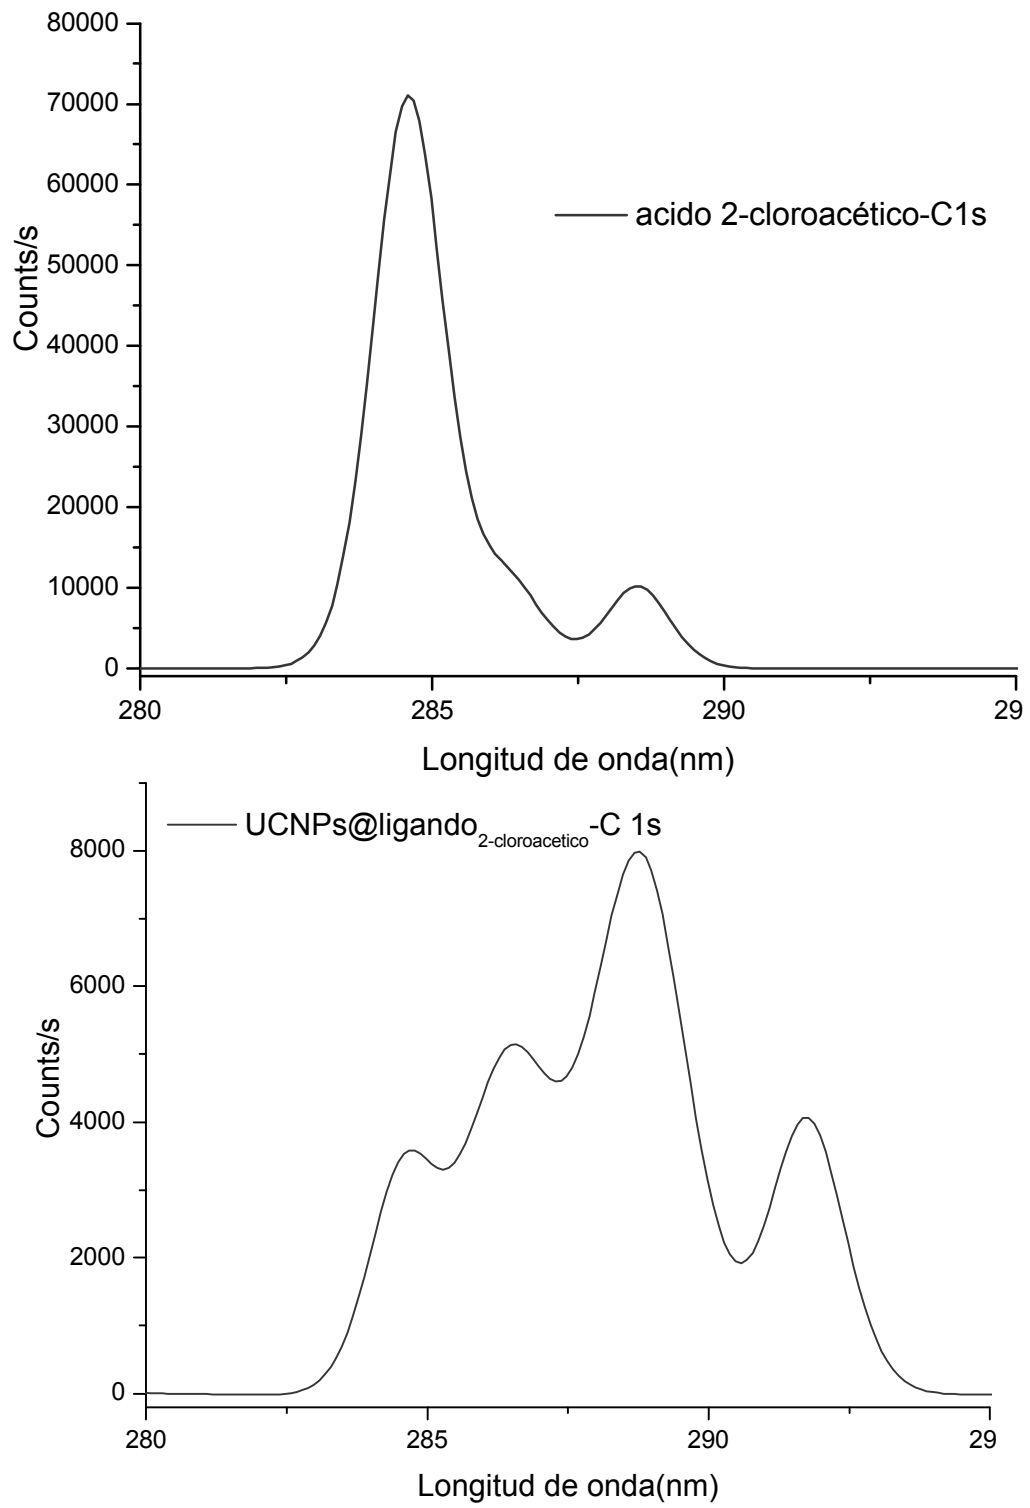 80000
70000
60000
50000
40000
30000
20000
10000
0
Counts/s
acido 2-cloroacético-C1s
280 285 290 29
Longitud de onda(nm)
UCNPs@ligando2-cloroacetico-C 1s
8000
6000
4000
2000
0
Counts/s
280 285 290 29
Longitud de onda(nm)